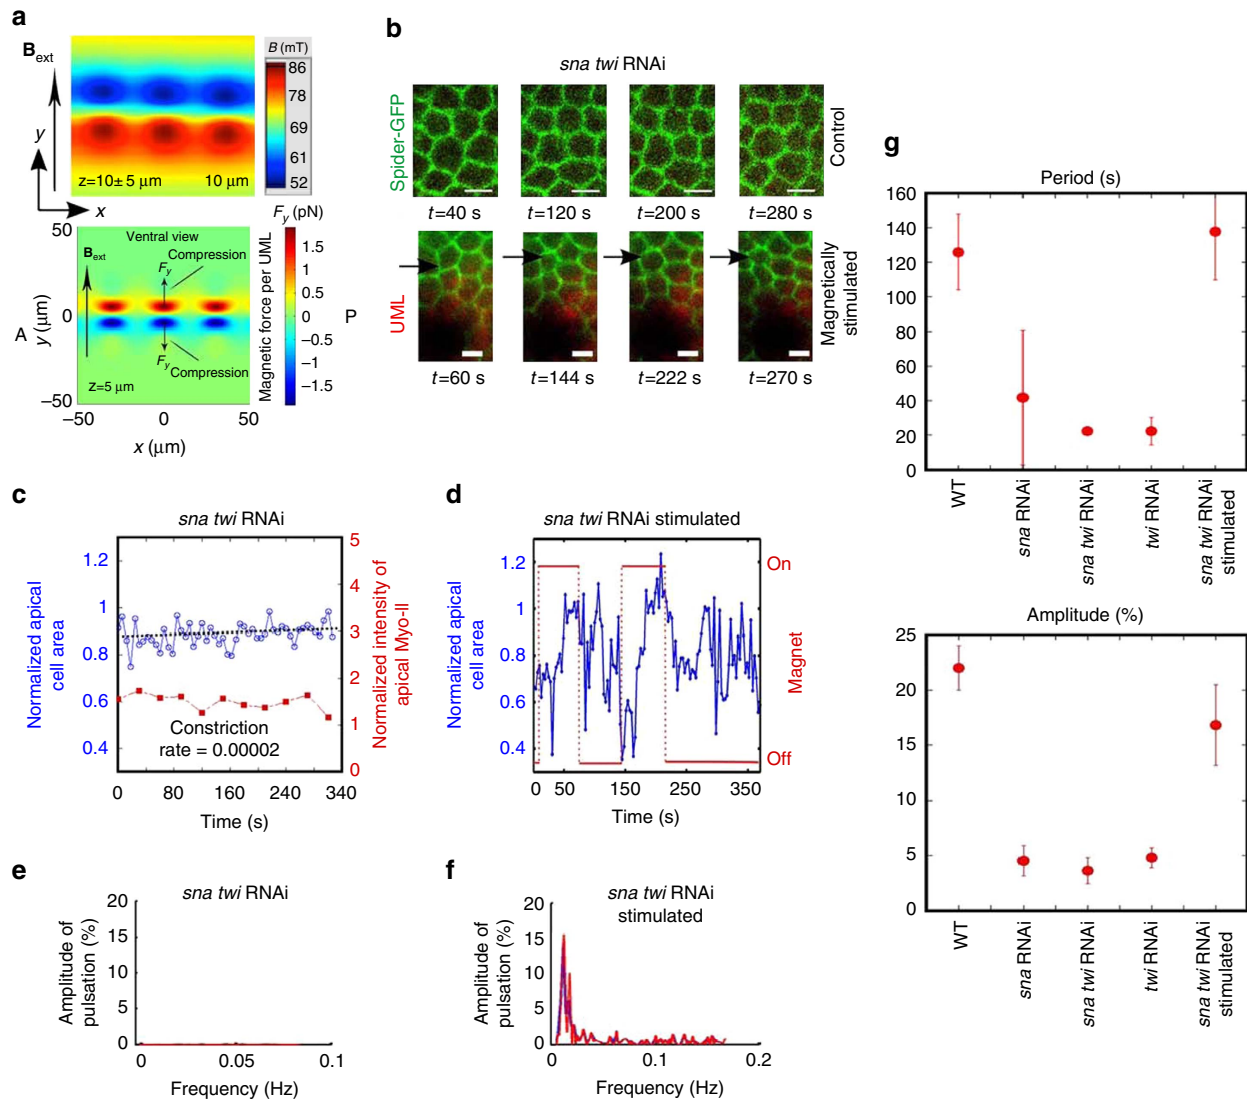 a
B ext
y
x
z=10± 5 µm
10 µm
B (mT)
86
78
69
61
52
Fy (pN)
50
Ventral view
B ext
Compression
Fy
0
A
P
y (µm)
Fy
Compression
z=5 µm
–50
–50
0
50
x (µm)
1.5
1
0
–1
–1.5
Magnetic force per UML
b
sna twi RNAi
Spider-GFP
Control
t=40 s
t=120 s
t=200 s
t=280 s
UML
Magnetically
stimulated
t=60 s
t=144 s
t=222 s
t=270 s
c
sna twi RNAi
Normalized apical
cell area
1.2
1
0.8
0.6
0.4
5
4
3
2
1
0
Normalized intensity of
apical Myo-II
Constriction
rate = 0.00002
0
80
160
240
340
Time (s)
d
sna twi RNAi stimulated
Normalized apical
cell area
1.2
1
0.8
0.6
0.4
On
Magnet
Off
0
50
150
250
350
Time (s)
e
sna twi RNAi
Amplitude of
pulsation (%)
20
15
10
5
0
0
0.05
0.1
Frequency (Hz)
f
sna twi RNAi
stimulated
Amplitude of
pulsation (%)
20
15
10
5
0
0
0.1
0.2
Frequency (Hz)
g
Period (s)
160
140
120
100
80
60
40
20
0
WT
sna RNAi
sna twi RNAi
twi RNAi
sna twi RNAi
stimulated
Amplitude (%)
25
20
15
10
5
0
WT
sna RNAi
sna twi RNAi
twi RNAi
sna twi RNAi
stimulated